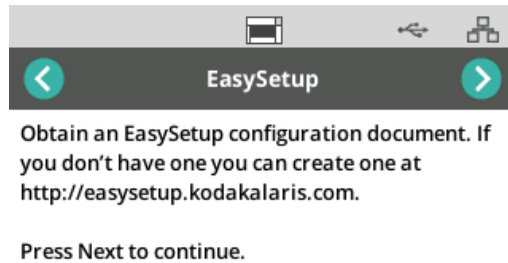 EasySetup
Obtain an EasySetup configuration document. If
you don't have one you can create one at
http://easysetup.kodakalaris.com.
Press Next to continue.